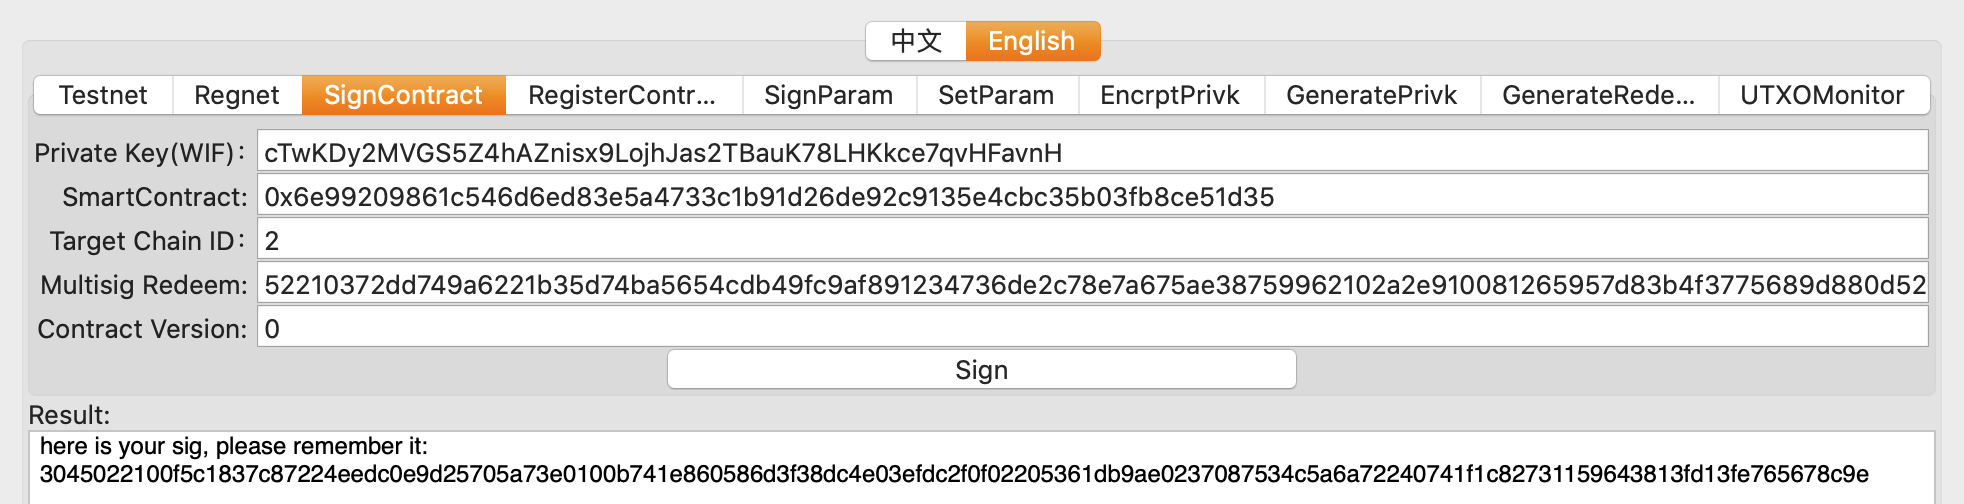 中文 English
Testnet Regnet SignContract RegisterContr... SignParam SetParam EncrptPrivk GeneratePrivk GenerateRede... UTXOMonitor
Private Key(WIF): cTwKDy2MVGS5Z4hAZnisx9LojhJas2TBauK78LHKkce7qvHFavnH
SmartContract: 0x6e99209861c546d6ed83e5a4733c1b91d26de92c9135e4cbc35b03fb8ce51d35
Target Chain ID: 2
Multisig Redeem: 52210372dd749a6221b35d74ba5654cdb49fc9af891234736de2c78e7a675ae38759962102a2e910081265957d83b4f3775689d880d52
Contract Version: 0
Sign
Result:
here is your sig, please remember it:
3045022100f5c1837c87224eedc0e9d25705a73e0100b741e860586d3f38dc4e03efdc2f0f02205361db9ae0237087534c5a6a72240741f1c82731159643813fd13fe765678c9e